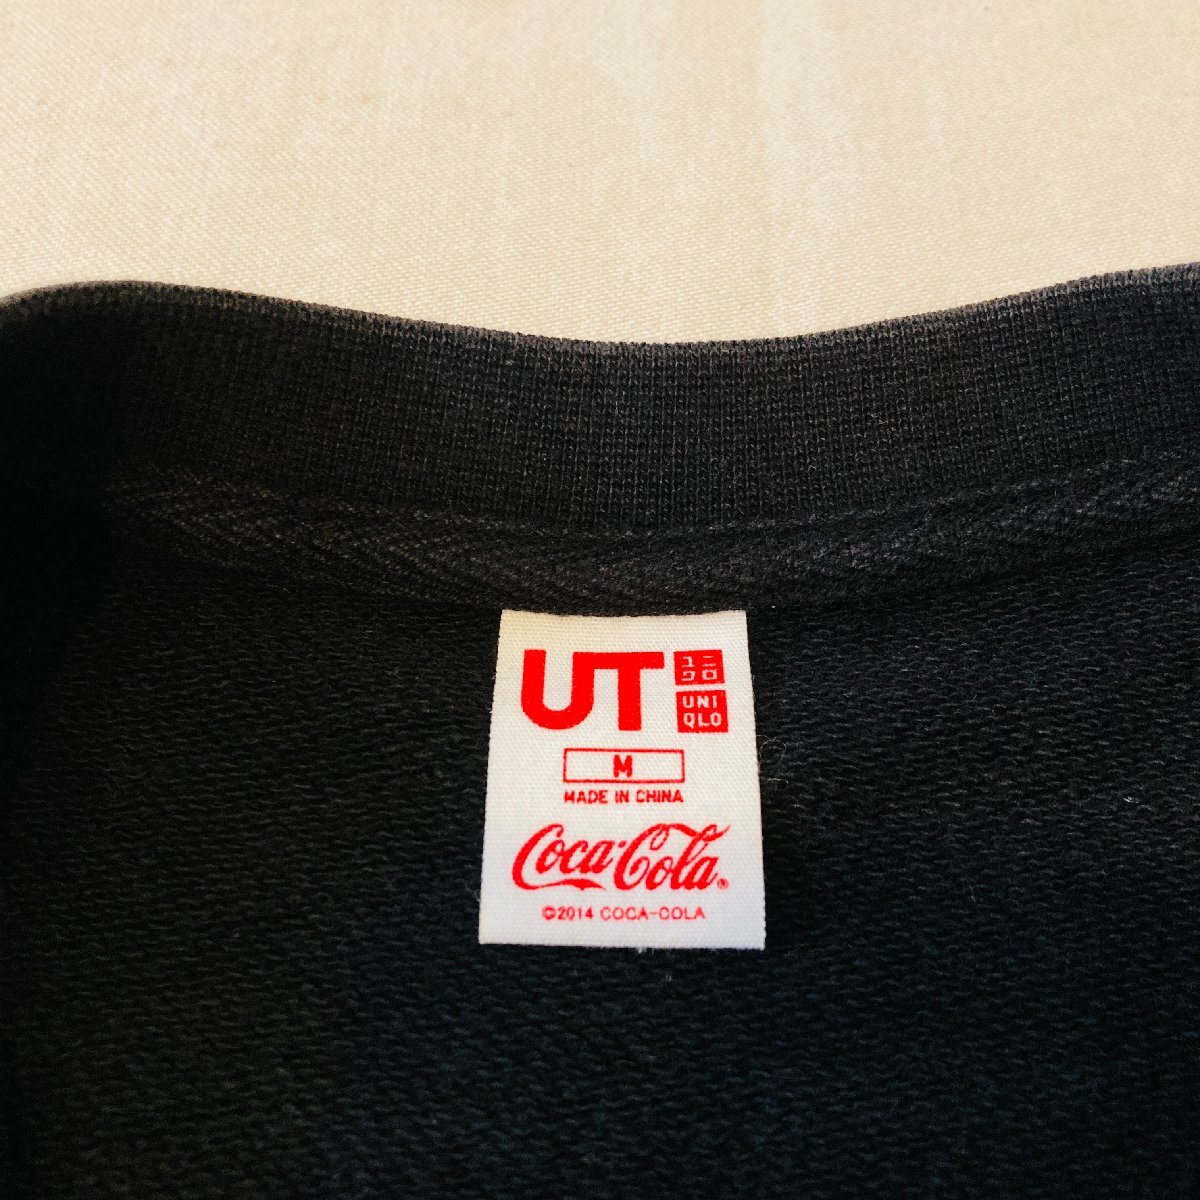 UT
ユニ
クロ
UNI
QLO
M
MADE IN CHINA
Coca-Cola®
©2014 COCA-COLA